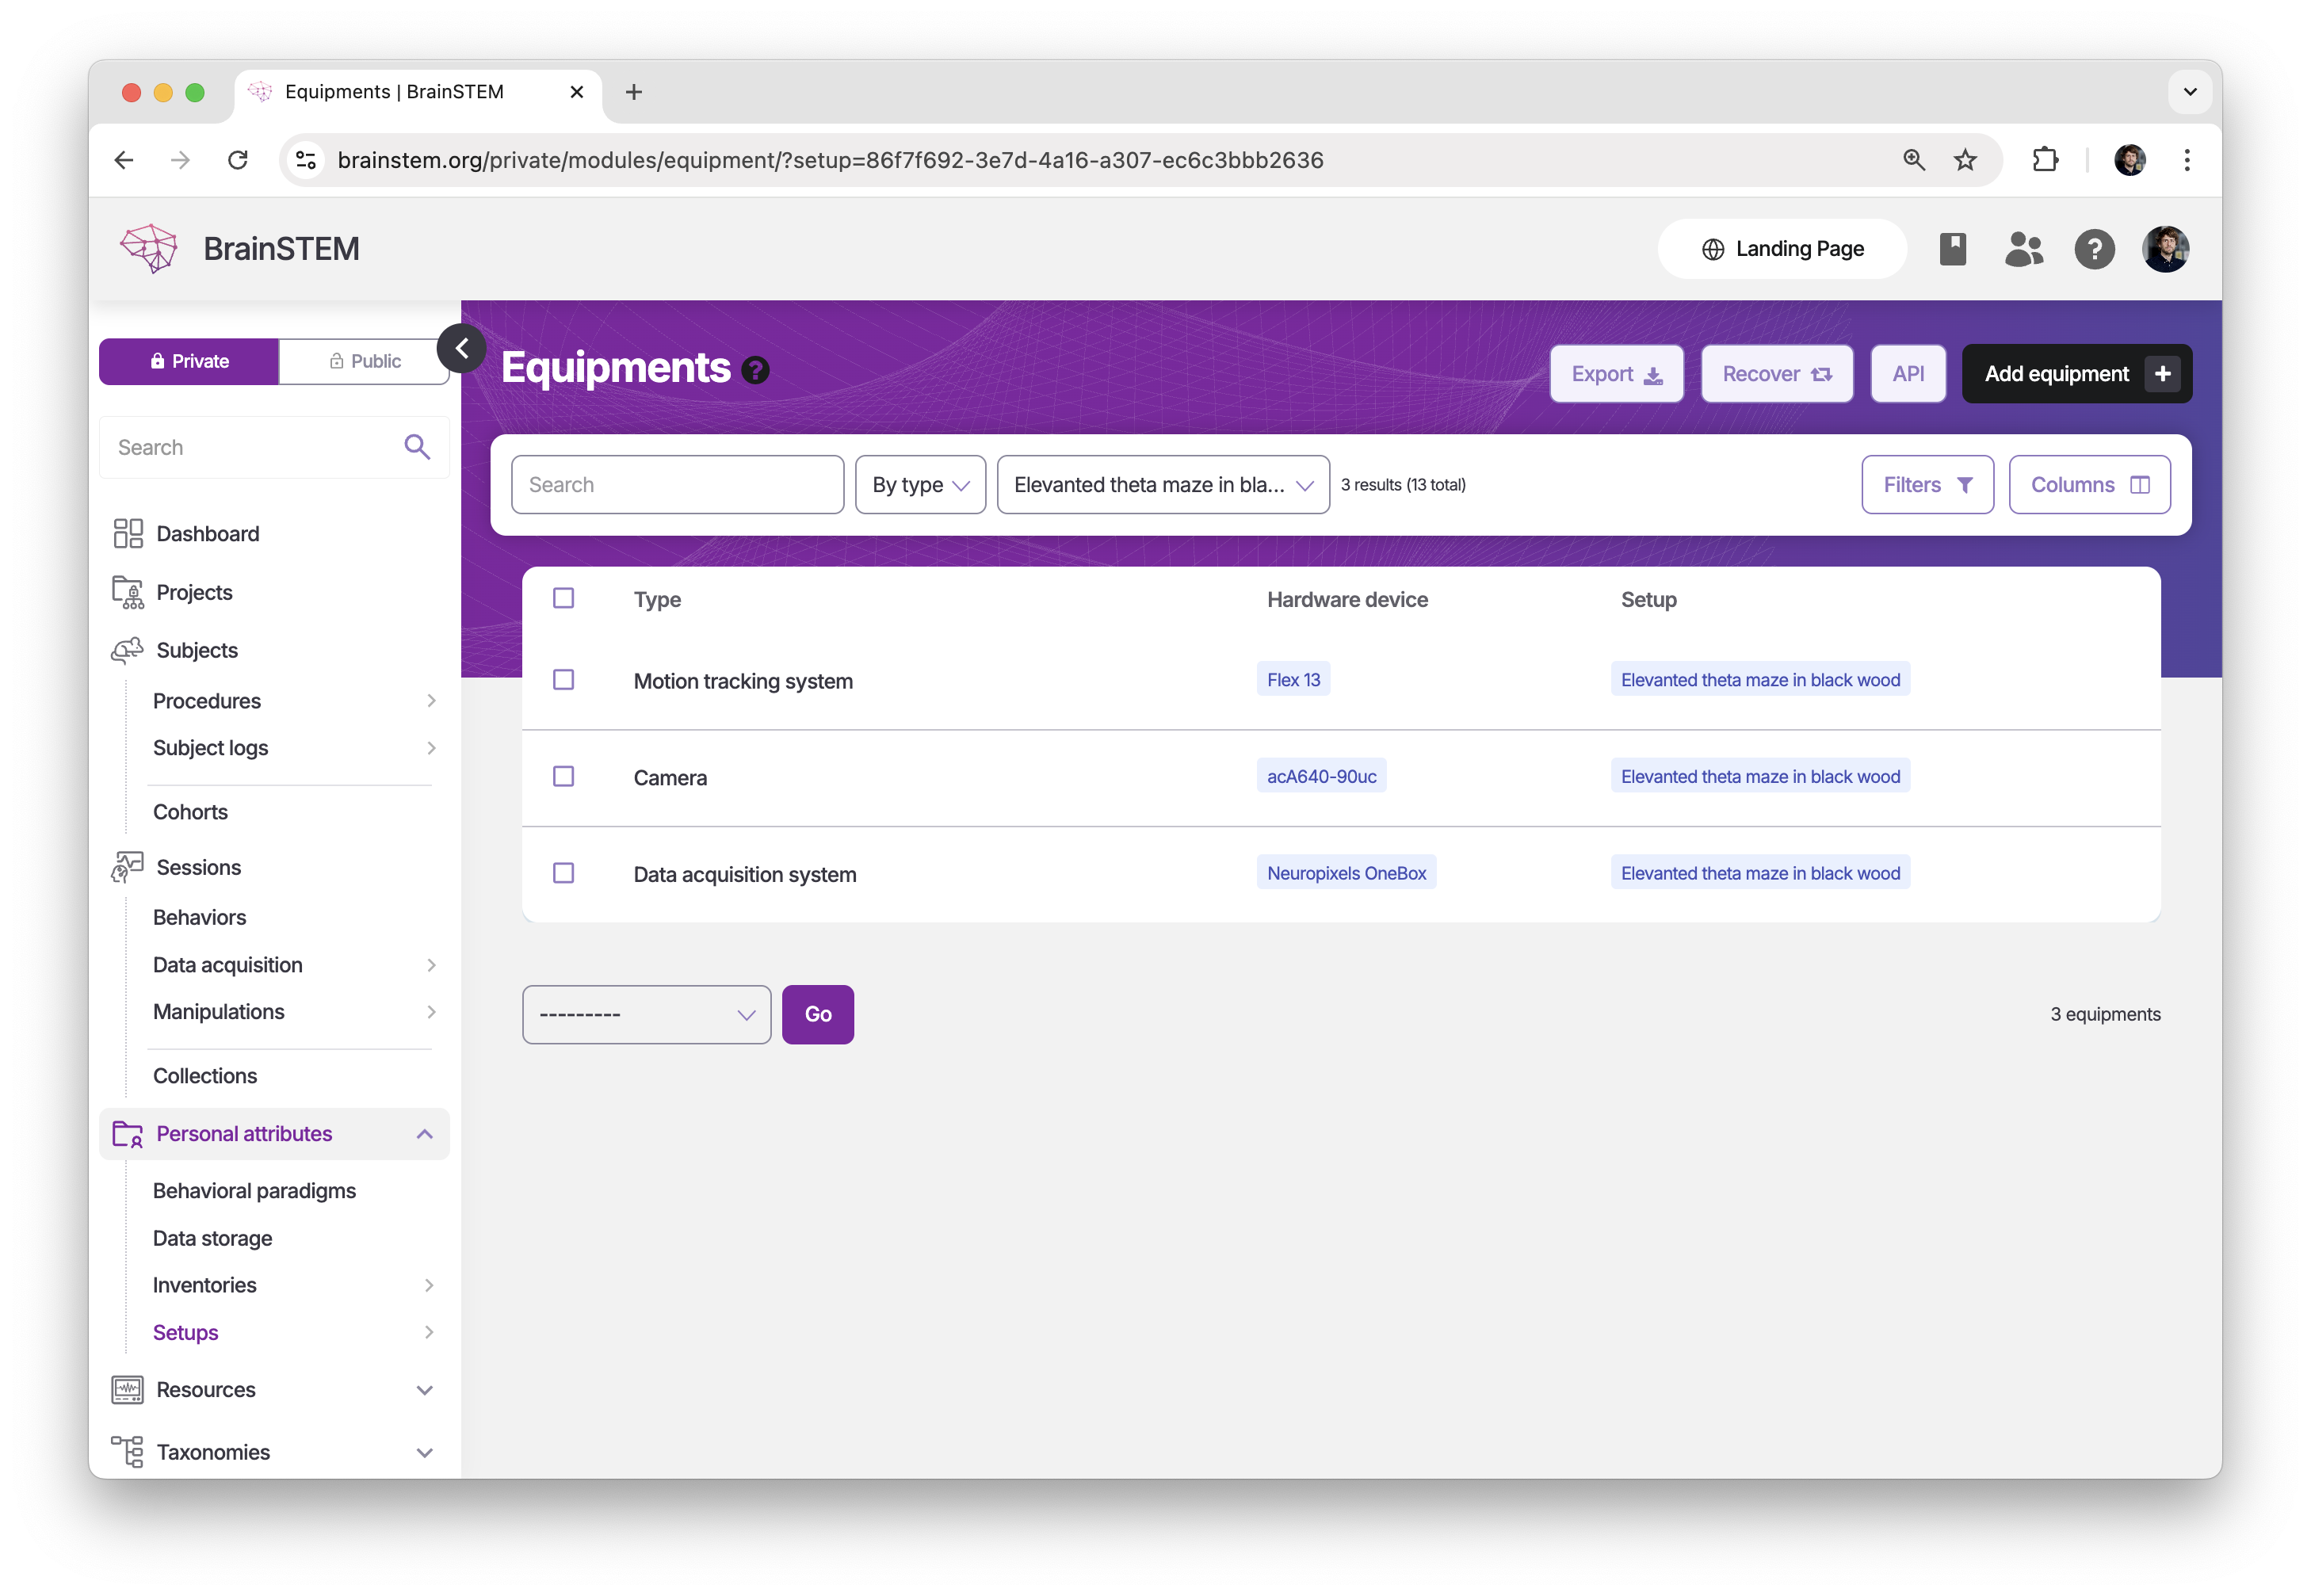 Equipments | BrainSTEM
brainstem.org/private/modules/equipment/?setup=86f7f692-3e7d-4a16-a307-ec6c3bbb2636
BrainSTEM
Landing Page
Private
Public
Search
Dashboard
Projects
Subjects
Procedures
Subject logs
Cohorts
Sessions
Behaviors
Data acquisition
Manipulations
Collections
Personal attributes
Behavioral paradigms
Data storage
Inventories
Setups
Resources
Taxonomies
Equipments ?
Export
Recover
API
Add equipment +
Search
By type
Elevanted theta maze in bla...
3 results (13 total)
Filters
Columns
Type Hardware device Setup
Motion tracking system Flex 13 Elevanted theta maze in black wood
Camera acA640-90uc Elevanted theta maze in black wood
Data acquisition system Neuropixels OneBox Elevanted theta maze in black wood
---------
Go
3 equipments